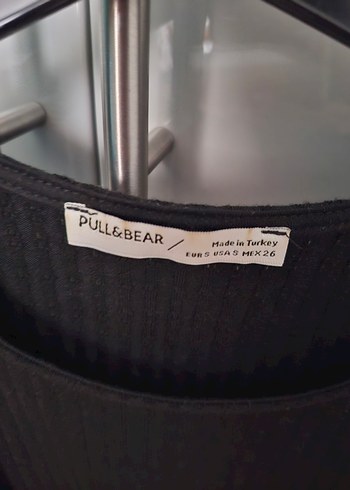 PULL&BEAR /
Made in Turkey
EUR S USA S MEX 26